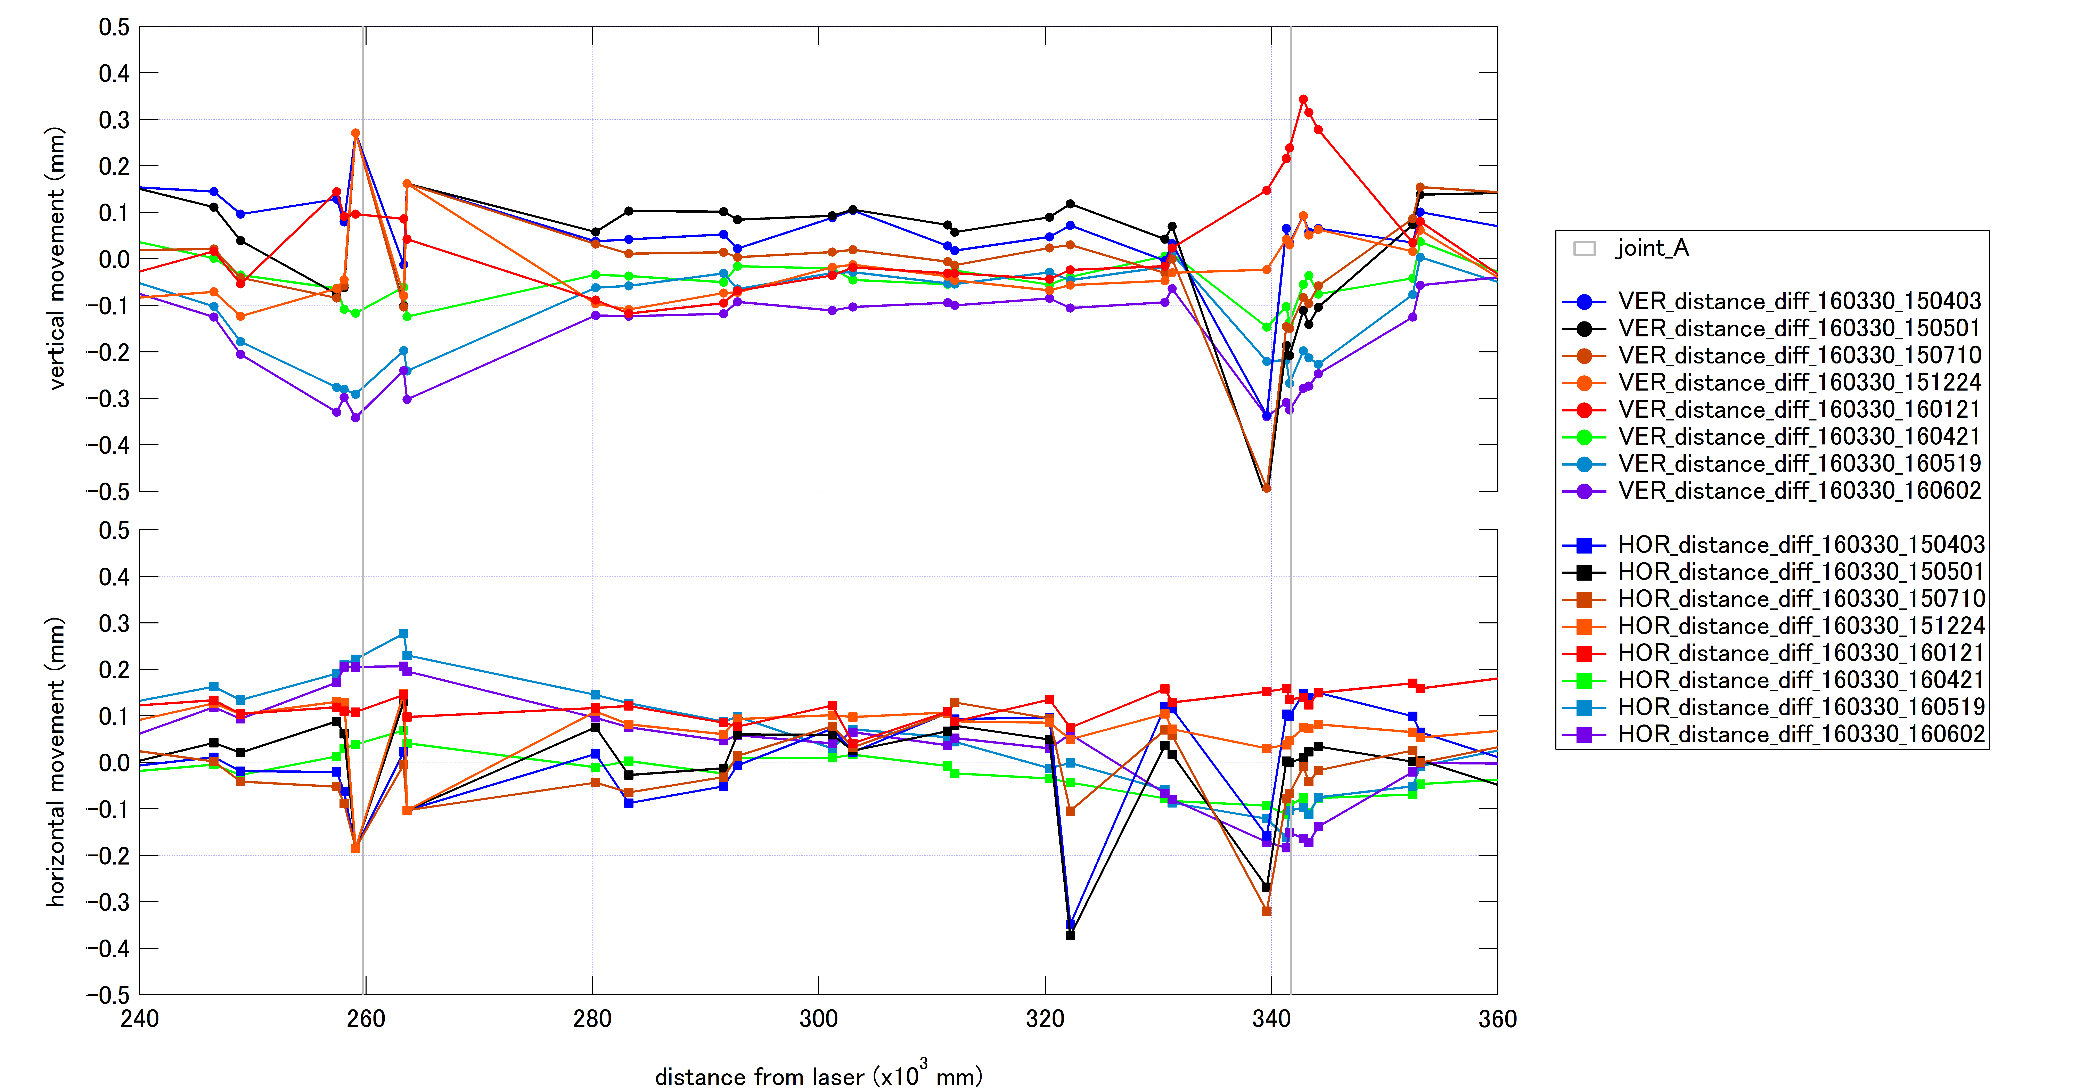 0.5
0.4
0.3
0.2
0.1
0.0
-0.1
-0.2
-0.3
-0.4
-0.5
vertical movement (mm)
0.5
0.4
0.3
0.2
0.1
0.0
-0.1
-0.2
-0.3
-0.4
-0.5
horizontal movement (mm)
240 260 280 300 320 340 360
distance from laser (x10³ mm)
joint_A
VER_distance_diff_160330_150403
VER_distance_diff_160330_150501
VER_distance_diff_160330_150710
VER_distance_diff_160330_151224
VER_distance_diff_160330_160121
VER_distance_diff_160330_160421
VER_distance_diff_160330_160519
VER_distance_diff_160330_160602
HOR_distance_diff_160330_150403
HOR_distance_diff_160330_150501
HOR_distance_diff_160330_150710
HOR_distance_diff_160330_151224
HOR_distance_diff_160330_160121
HOR_distance_diff_160330_160421
HOR_distance_diff_160330_160519
HOR_distance_diff_160330_160602